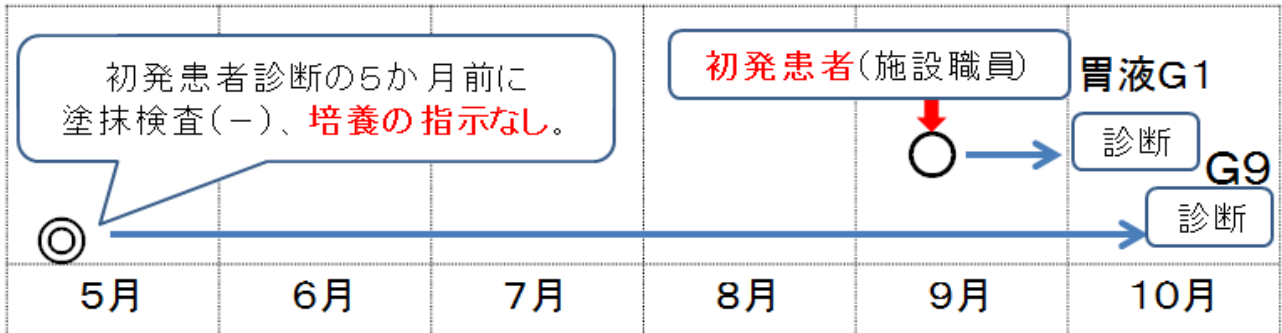 初発患者診断の５か月前に
塗抹検査(－)、培養の指示なし。
初発患者(施設職員)
胃液G1
診断
G9
診断
5月
6月
7月
8月
9月
10月